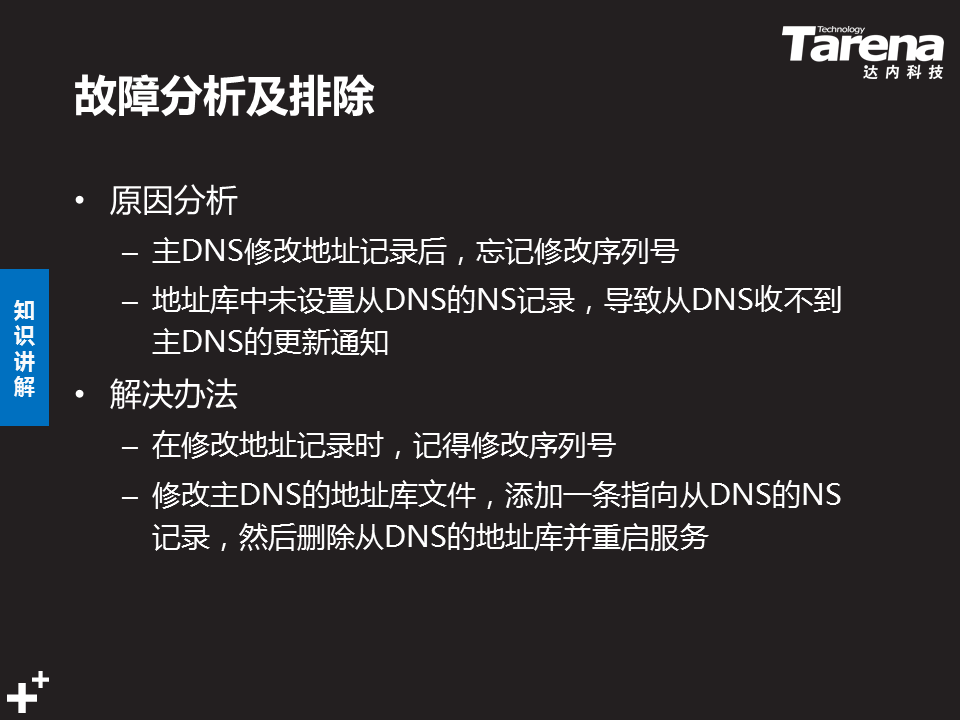 Technology
Tarena
达内科技
故障分析及排除
• 原因分析
– 主DNS修改地址记录后，忘记修改序列号
– 地址库中未设置从DNS的NS记录，导致从DNS收不到
主DNS的更新通知
知识讲解
• 解决办法
– 在修改地址记录时，记得修改序列号
– 修改主DNS的地址库文件，添加一条指向从DNS的NS
记录，然后删除从DNS的地址库并重启服务